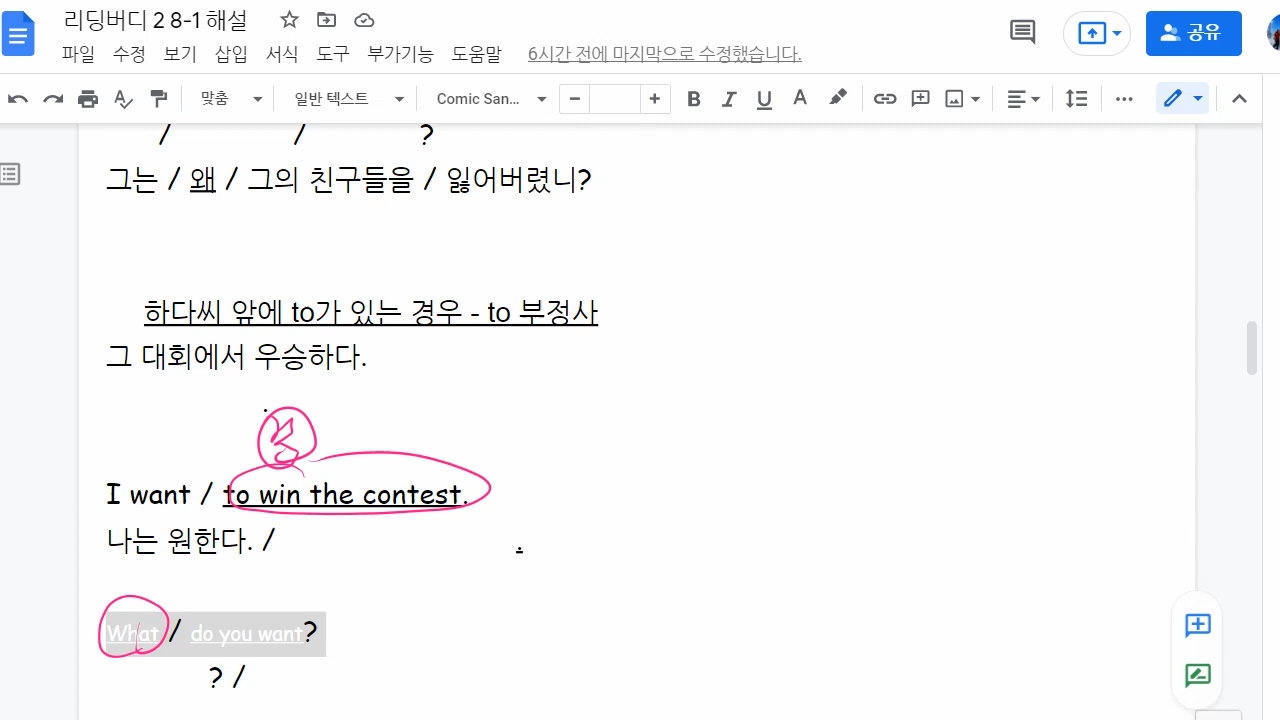 리딩버디 2 8-1 해설
파일 수정 보기 삽입 서식 도구 부가기능 도움말 6시간 전에 마지막으로 수정했습니다.
공유
맞춤 일반 텍스트 Comic San... B I U A
/ / ?
그는 / 왜 / 그의 친구들을 / 잃어버렸니?
하다씨 앞에 to가 있는 경우 - to 부정사
그 대회에서 우승하다.
명
I want / to win the contest.
나는 원한다. / .
What / do you want?
? /